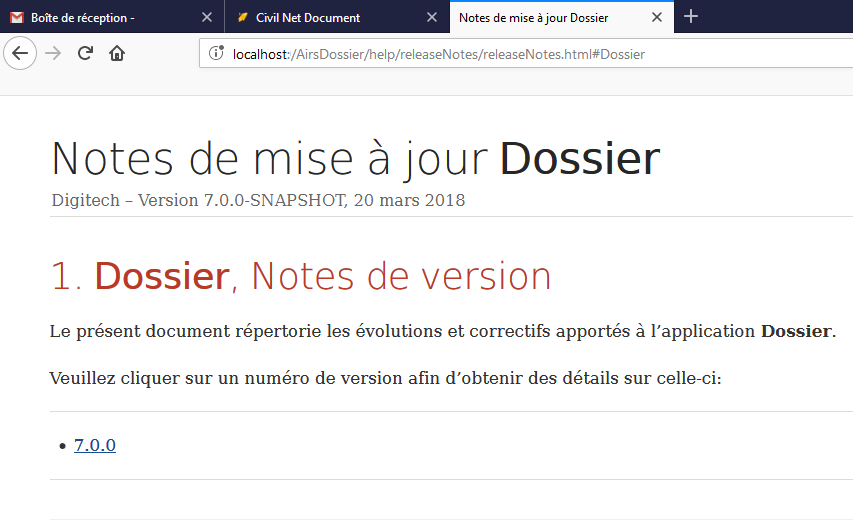 Boîte de réception -
Civil Net Document
Notes de mise à jour Dossier
localhost:/AirsDossier/help/releaseNotes/releaseNotes.html#Dossier
Notes de mise à jour Dossier
Digitech – Version 7.0.0-SNAPSHOT, 20 mars 2018
1. Dossier, Notes de version
Le présent document répertorie les évolutions et correctifs apportés à l’application Dossier.
Veuillez cliquer sur un numéro de version afin d’obtenir des détails sur celle-ci:
• 7.0.0